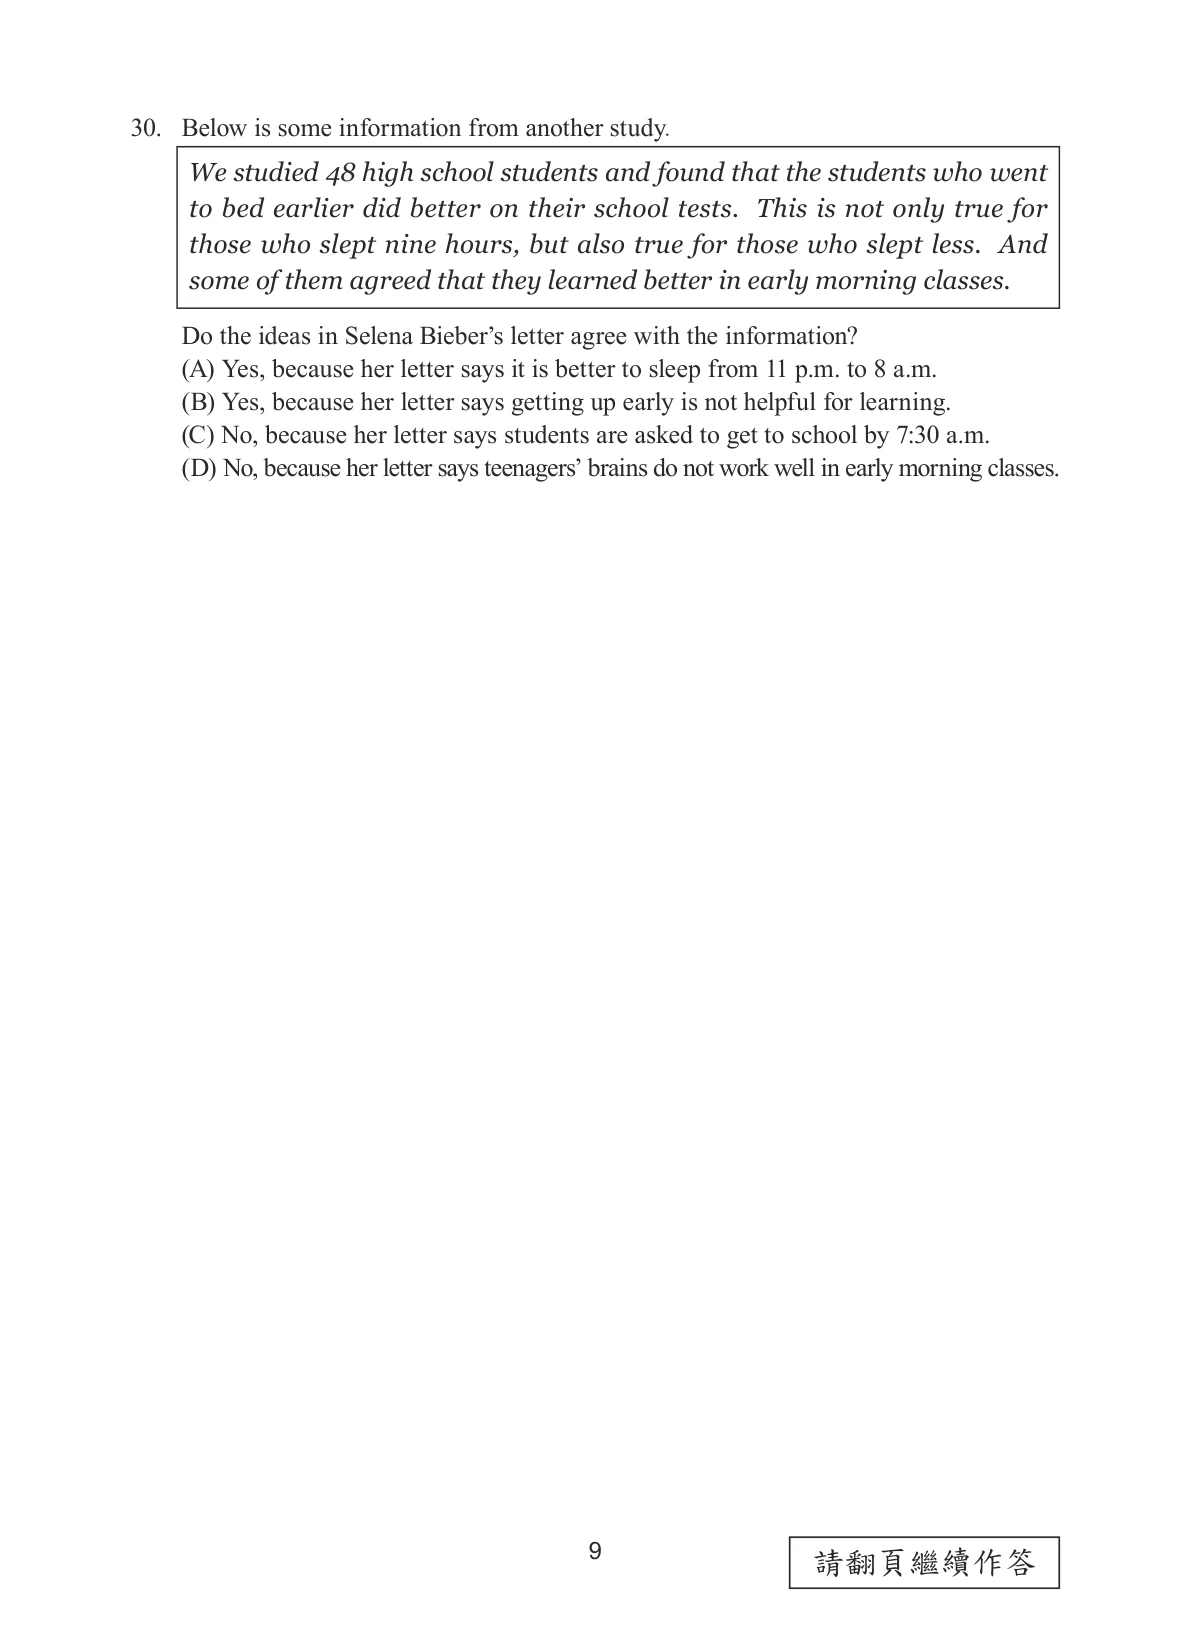 30. Below is some information from another study.
We studied 48 high school students and found that the students who went
to bed earlier did better on their school tests. This is not only true for
those who slept nine hours, but also true for those who slept less. And
some of them agreed that they learned better in early morning classes.
Do the ideas in Selena Bieber’s letter agree with the information?
(A) Yes, because her letter says it is better to sleep from 11 p.m. to 8 a.m.
(B) Yes, because her letter says getting up early is not helpful for learning.
(C) No, because her letter says students are asked to get to school by 7:30 a.m.
(D) No, because her letter says teenagers’ brains do not work well in early morning classes.
9
請翻頁繼續作答